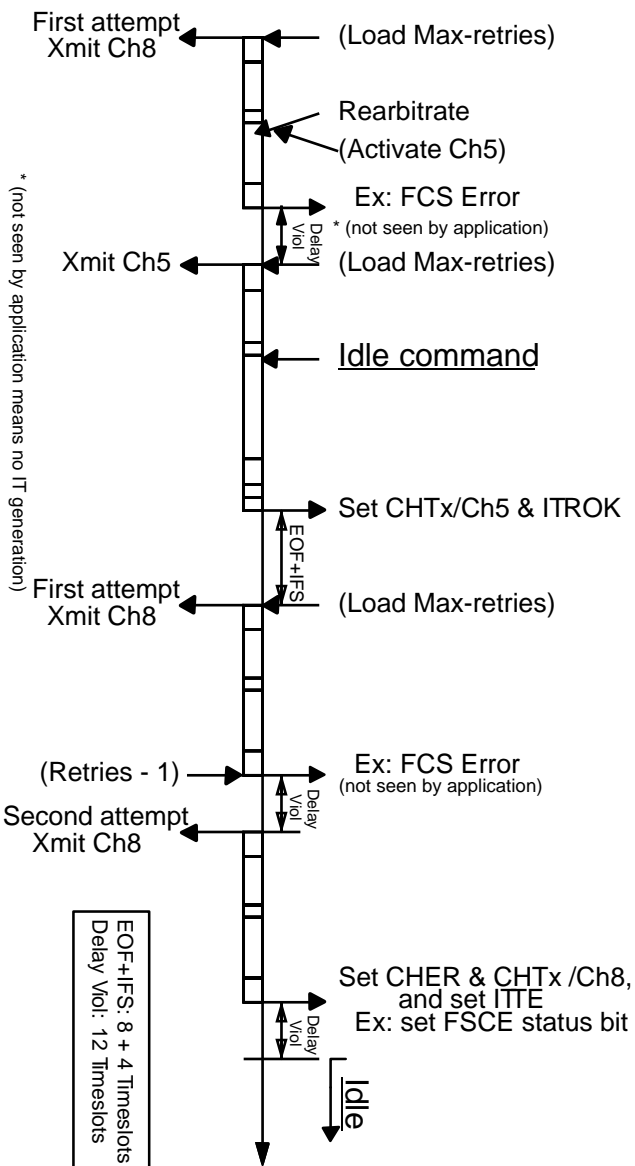 First attempt
Xmit Ch8
(Load Max-retries)
Rearbitrate
(Activate Ch5)
Ex: FCS Error
* (not seen by application)
Delay
Viol
Xmit Ch5
(Load Max-retries)
Idle command
* (not seen by application means no IT generation)
Set CHTx/Ch5 & ITROK
EOF+IFS
First attempt
Xmit Ch8
(Load Max-retries)
(Retries - 1)
Ex: FCS Error
(not seen by application)
Delay
Viol
Second attempt
Xmit Ch8
Set CHER & CHTx /Ch8,
and set ITTE
Ex: set FSCE status bit
Delay
Viol
Idle
EOF+IFS: 8 + 4 Timeslots
Delay Viol: 12 Timeslots